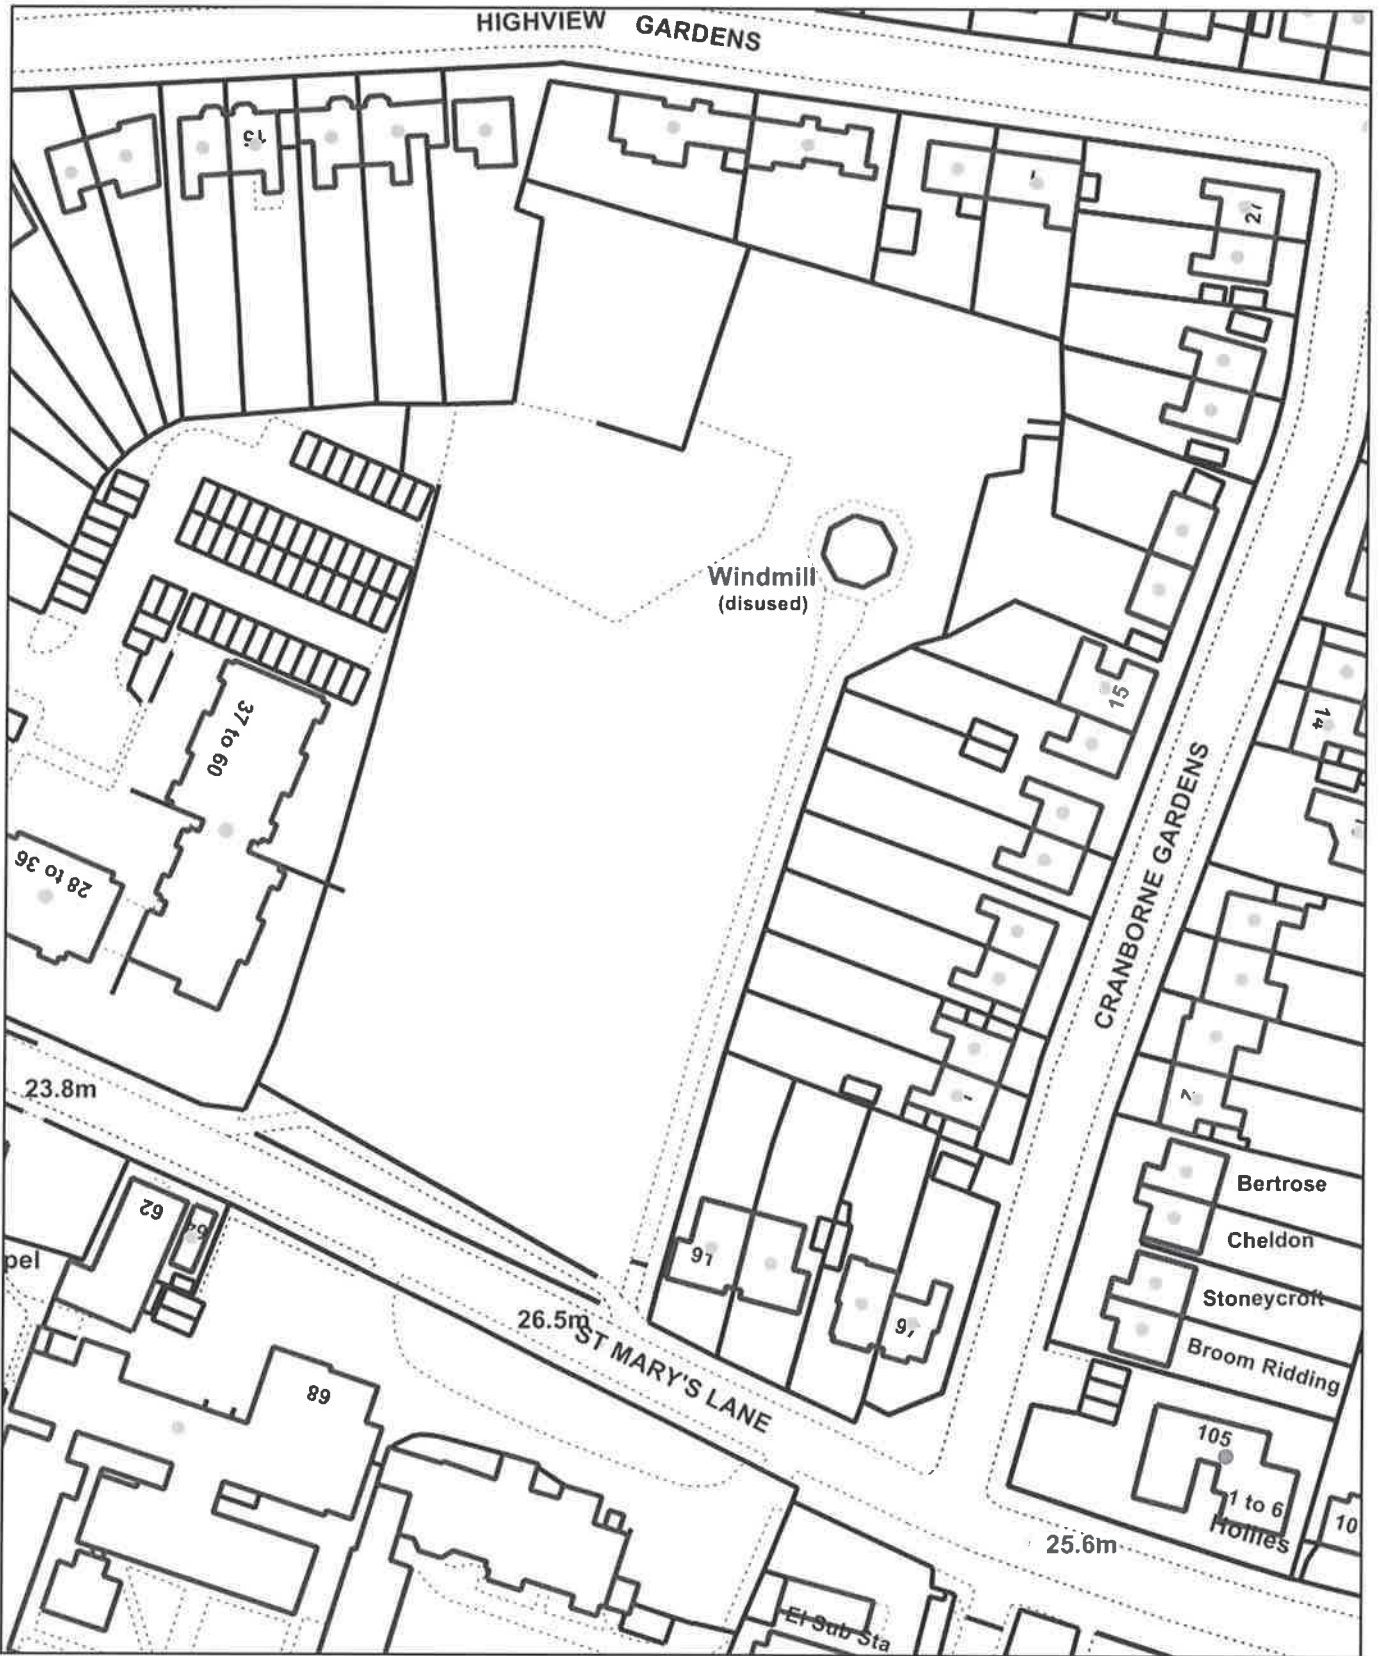 HIGHVIEW GARDENS
13
27
Windmill
(disused)
37 to 60
15
14
28 to 36
CRANBORNE GARDENS
23.8m
7
Bertrose
62
64
Cheldon
pel
91
Stoneycroft
26.5m
97
ST MARY'S LANE
Broom Ridding
68
105
1 to 6
Hollies
10
25.6m
El Sub Sta